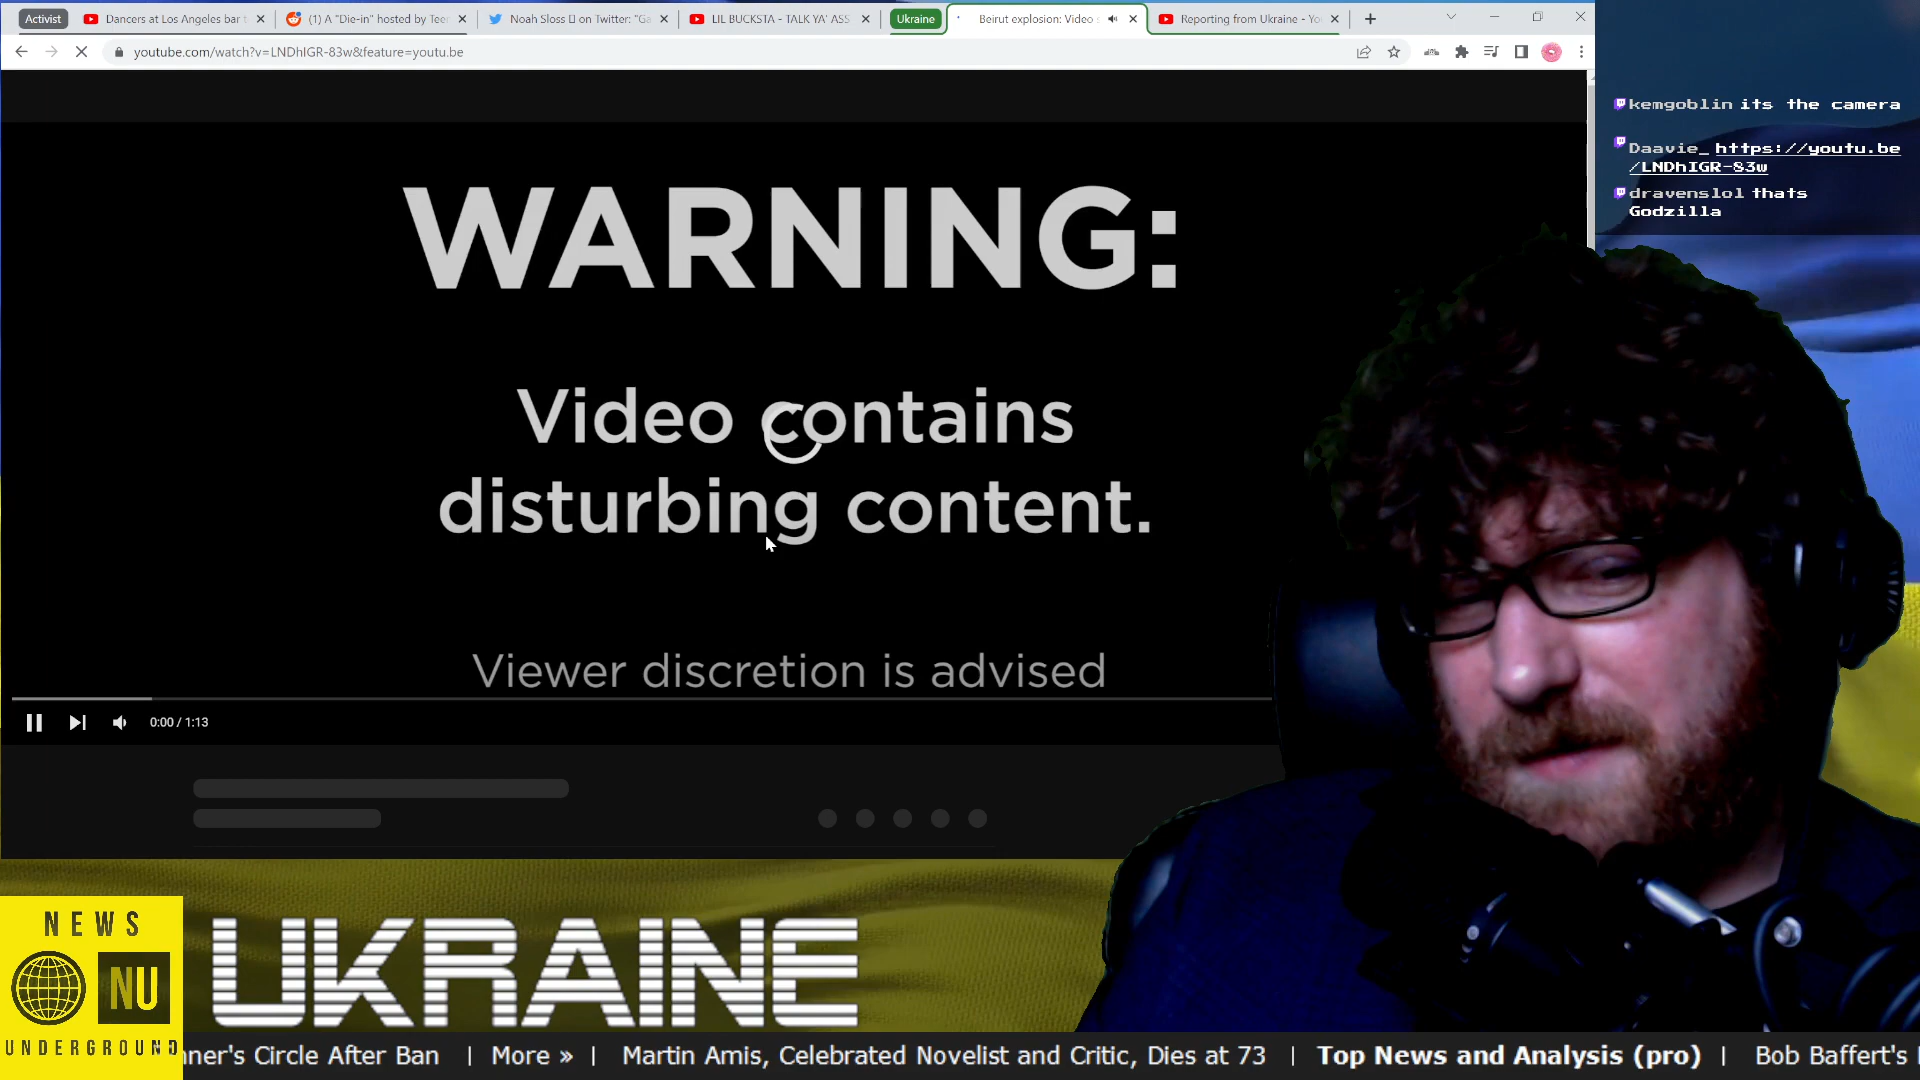 Activist
Dancers at Los Angeles bar t
(1) A "Die-in" hosted by Teer
Noah Sloss
on Twitter: "Ga
LIL BUCKSTA - TALK YA' ASS
Ukraine
Beirut explosion: Video s
Reporting from Ukraine - Yo
youtube.com/watch?v=LNDhIGR-83w&feature=youtu.be
kemgoblin its the camera
Daavie_ https://youtu.be
/LNDhIGR-83w
dravenslol thats
Godzilla
WARNING:
Video contains
disturbing content.
Viewer discretion is advised
0:00 / 1:13
NEWS
NU
UNDERGROUND
UKRAINE
nner's Circle After Ban | More » | Martin Amis, Celebrated Novelist and Critic, Dies at 73 | Top News and Analysis (pro) | Bob Baffert's